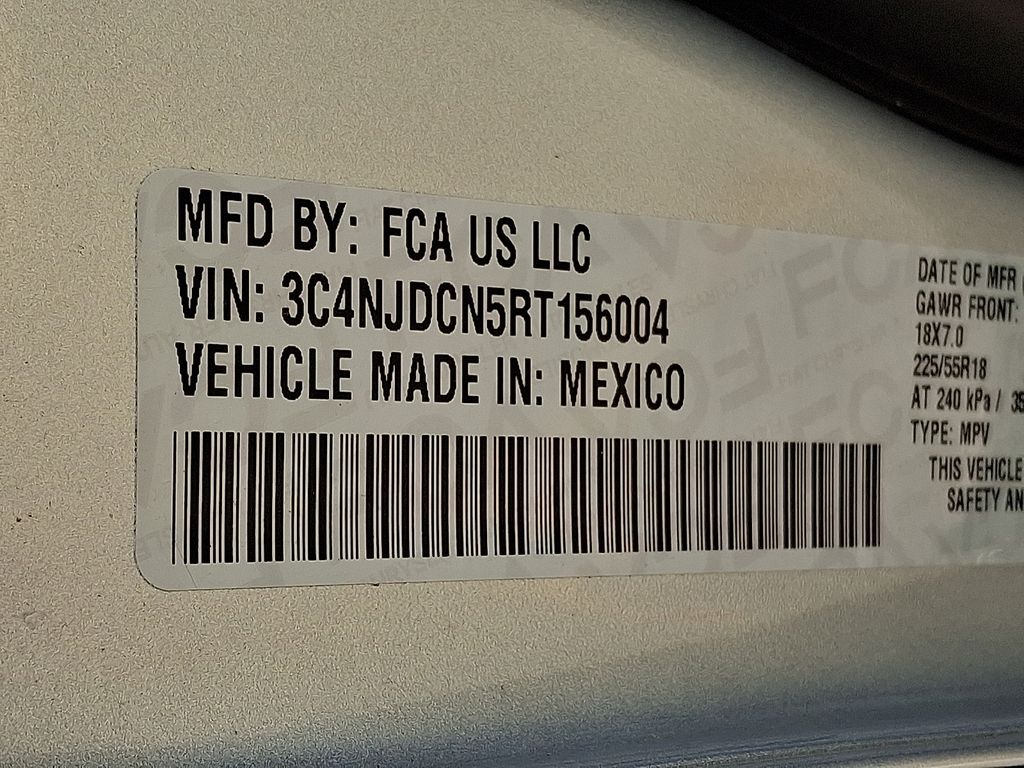 MFD BY: FCA US LLC
VIN: 3C4NJDCN5RT156004
VEHICLE MADE IN: MEXICO
DATE OF MFR
GAWR FRONT:
18X7.0
225/55R18
AT 240 kPa /
TYPE: MPV
THIS VEHICLE
SAFETY